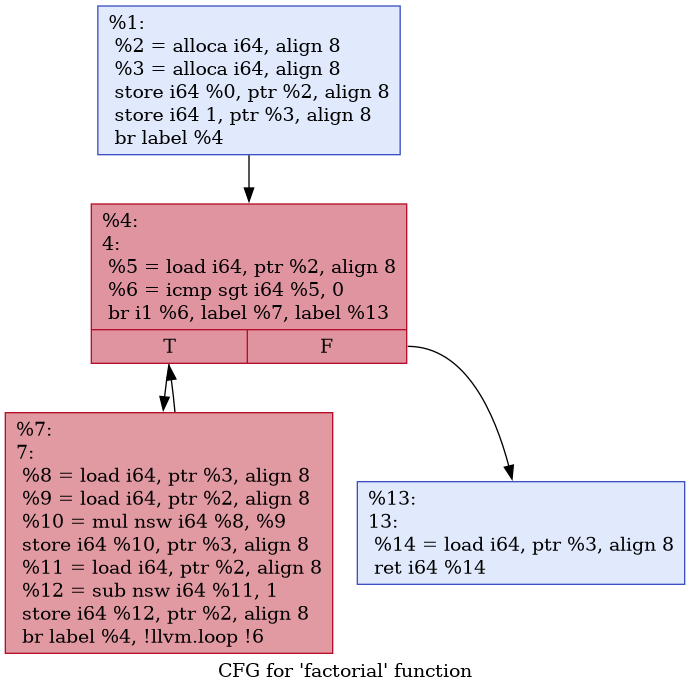 %1:
%2 = alloca i64, align 8
%3 = alloca i64, align 8
store i64 %0, ptr %2, align 8
store i64 1, ptr %3, align 8
br label %4
%4:
4:
%5 = load i64, ptr %2, align 8
%6 = icmp sgt i64 %5, 0
br i1 %6, label %7, label %13
T F
%7:
7:
%8 = load i64, ptr %3, align 8
%9 = load i64, ptr %2, align 8
%10 = mul nsw i64 %8, %9
store i64 %10, ptr %3, align 8
%11 = load i64, ptr %2, align 8
%12 = sub nsw i64 %11, 1
store i64 %12, ptr %2, align 8
br label %4, !llvm.loop !6
%13:
13:
%14 = load i64, ptr %3, align 8
ret i64 %14
CFG for 'factorial' function